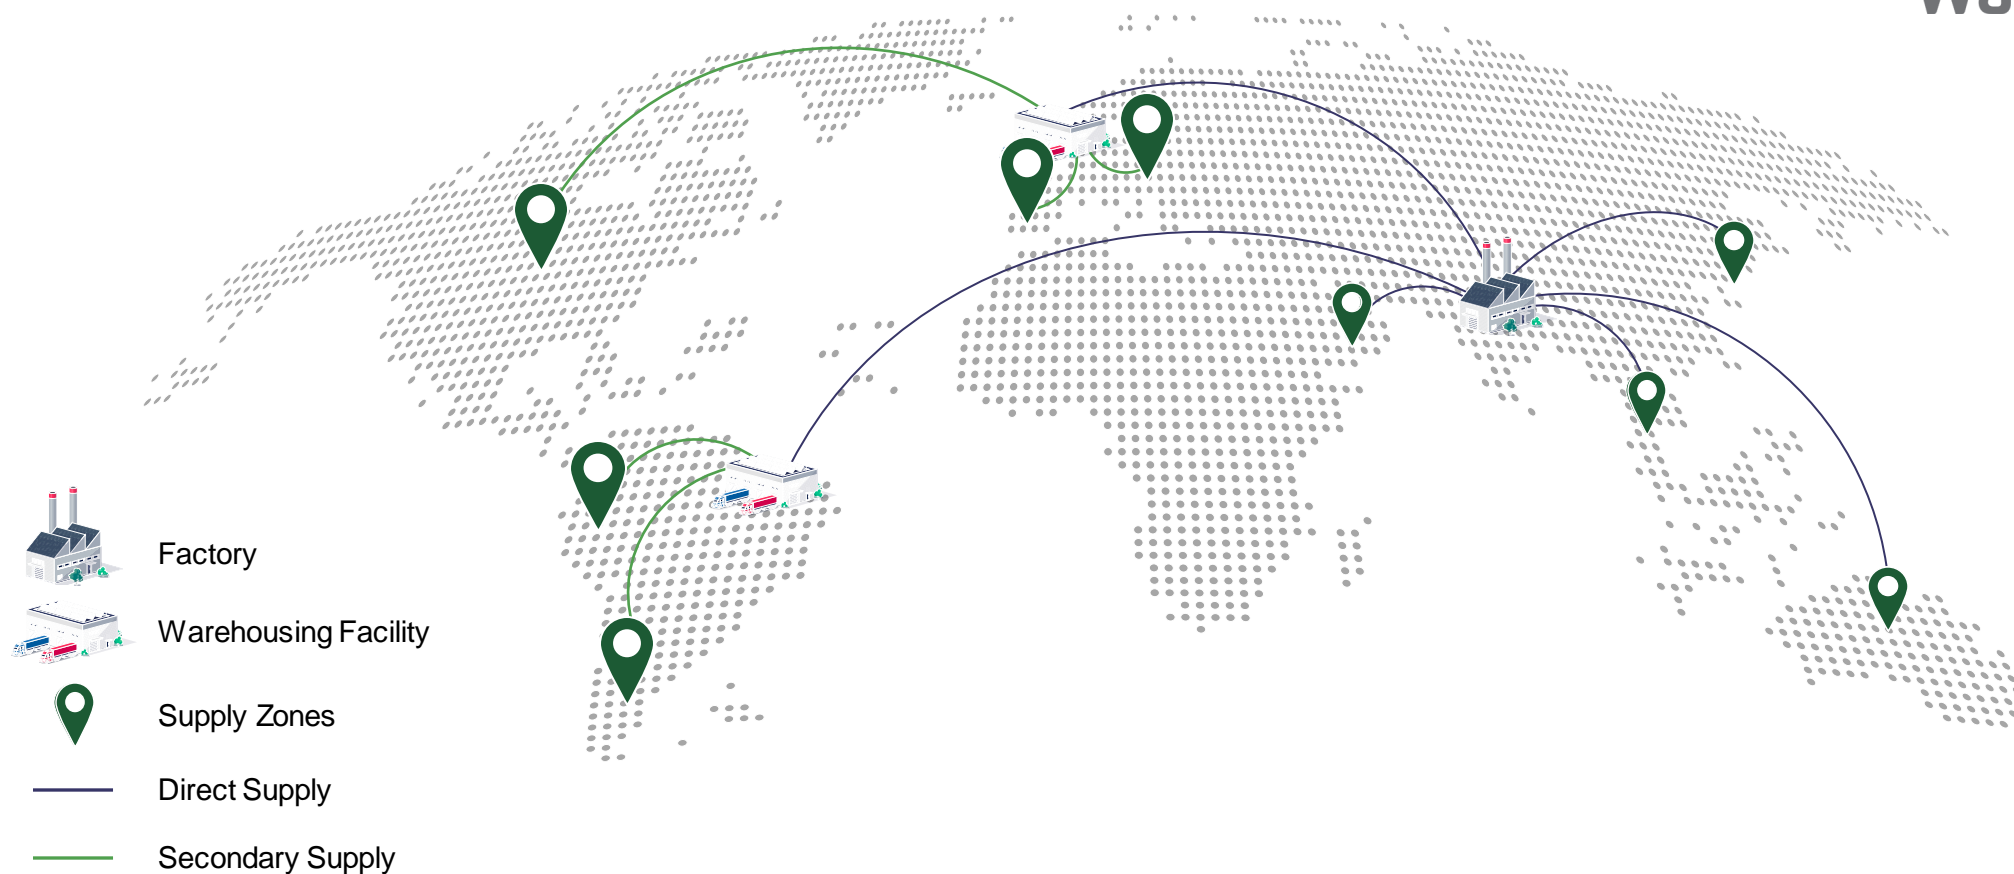 Factory
Warehousing Facility
Supply Zones
Direct Supply
Secondary Supply